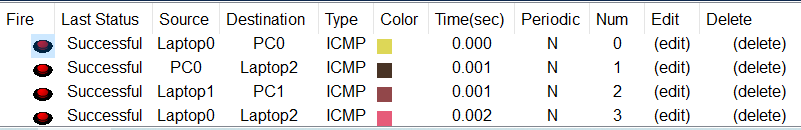 Fire Last Status Source Destination Type Color Time(sec) Periodic Num Edit Delete
Successful Laptop0 PC0 ICMP 0.000 N 0 (edit) (delete)
Successful PC0 Laptop2 ICMP 0.001 N 1 (edit) (delete)
Successful Laptop1 PC1 ICMP 0.001 N 2 (edit) (delete)
Successful Laptop0 Laptop2 ICMP 0.002 N 3 (edit) (delete)